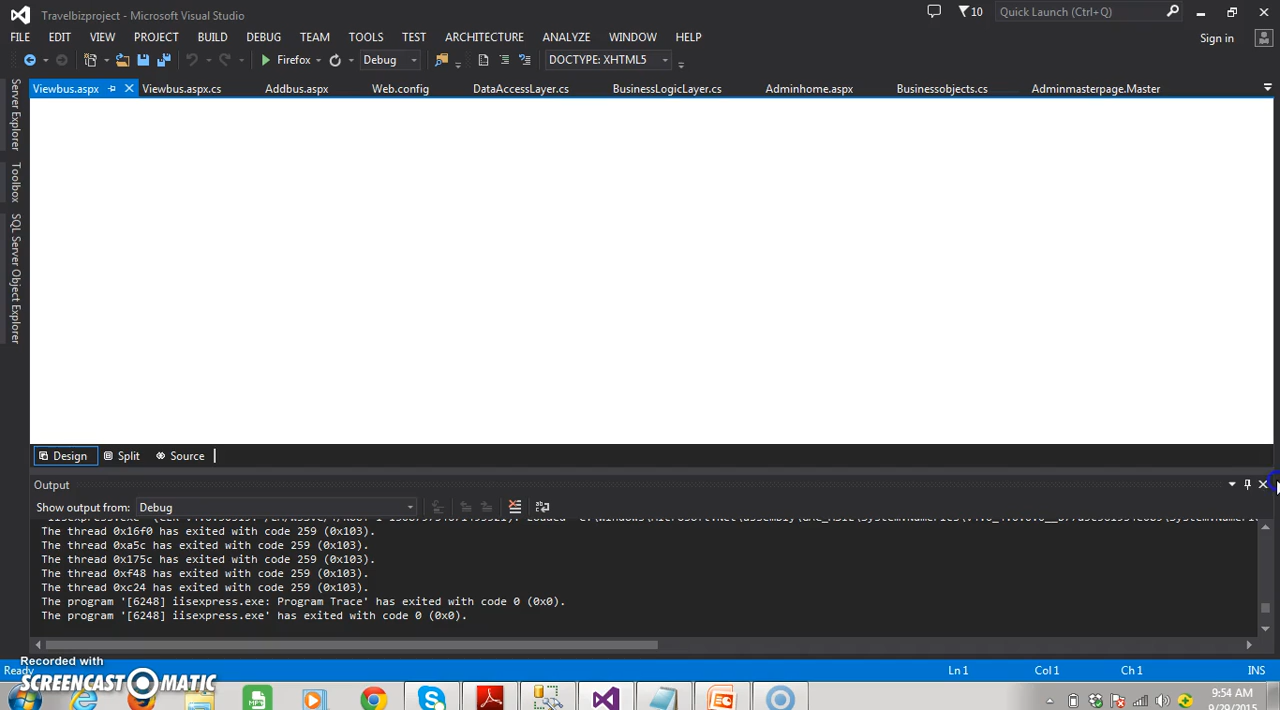 Travelbizproject - Microsoft Visual Studio
10
Quick Launch (Ctrl+Q)
FILE EDIT VIEW PROJECT BUILD DEBUG TEAM TOOLS TEST ARCHITECTURE ANALYZE WINDOW HELP
Sign in
Firefox
Debug
DOCTYPE: XHTML5
Viewbus.aspx Viewbus.aspx.cs Addbus.aspx Web.config DataAccessLayer.cs BusinessLogicLayer.cs Adminhome.aspx Businessobjects.cs Adminmasterpage.Master
Server Explorer
Toolbox
SQL Server Object Explorer
Design Split Source
Output
Show output from: Debug
The thread 0x16f0 has exited with code 259 (0x103).
The thread 0xa5c has exited with code 259 (0x103).
The thread 0x175c has exited with code 259 (0x103).
The thread 0xf48 has exited with code 259 (0x103).
The thread 0xc24 has exited with code 259 (0x103).
The program '[6248] iisexpress.exe: Program Trace' has exited with code 0 (0x0).
The program '[6248] iisexpress.exe' has exited with code 0 (0x0).
Ready
Ln 1 Col 1 Ch 1 INS
Recorded with
SCREENCAST MATIC
9:54 AM
9/29/2015